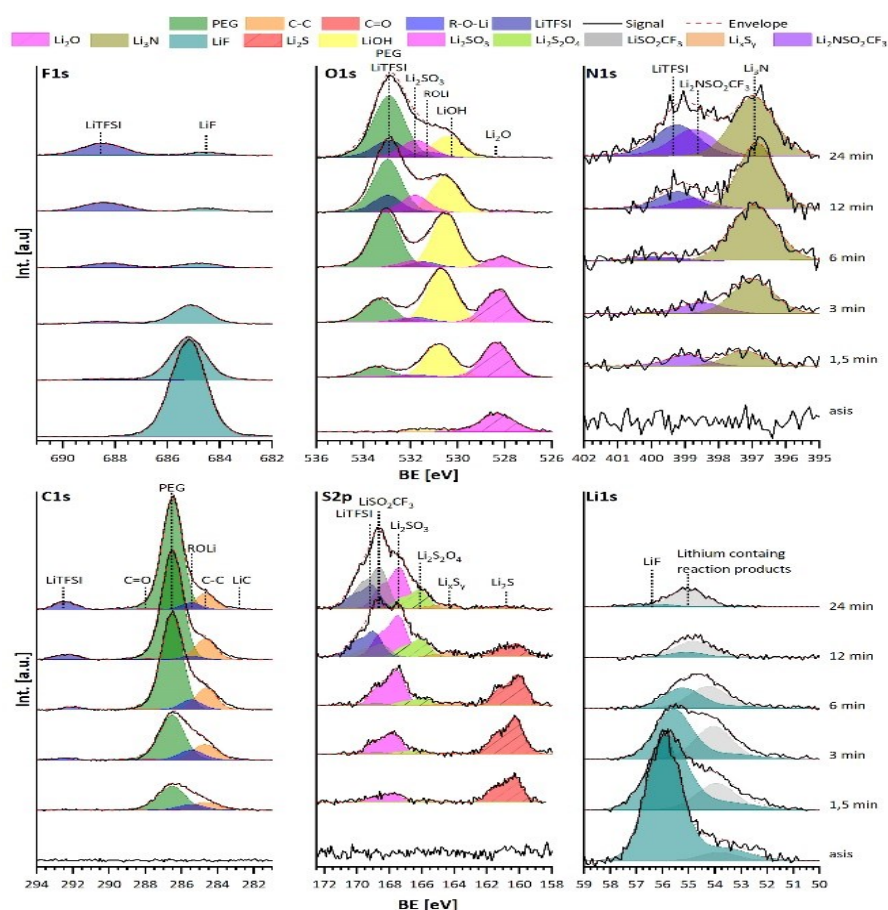 PEG C-C C=O R-O-Li LiTFSI Signal Envelope
Li₂O Li₃N LiF Li₂S LiOH Li₂SO₃ Li₂S₂O₄ LiSO₂CF₃ LiₓSᵧ Li₂NSO₂CF₃
F1s
LiTFSI
LiF
690 688 686 684 682
Int. [a.u]
O1s
PEG
LiTFSI
Li₂SO₃
ROLI
LiOH
Li₂O
536 534 532 530 528 526
BE [eV]
N1s
LiTFSI
Li₂NSO₂CF₃
Li₃N
24 min
12 min
6 min
3 min
1,5 min
asis
402 401 400 399 398 397 396 395
C1s
PEG
LiTFSI
C=O
ROLi
C-C
LiC
294 292 290 288 286 284 282
Int. [a.u.]
S2p
LiTFSI
LiSO₂CF₃
Li₂SO₃
Li₂S₂O₄
LiₓSᵧ
Li₂S
172 170 168 166 164 162 160 158
BE [eV]
Li1s
LiF
Lithium containg
reaction products
24 min
12 min
6 min
3 min
1,5 min
asis
59 58 57 56 55 54 53 52 51 50